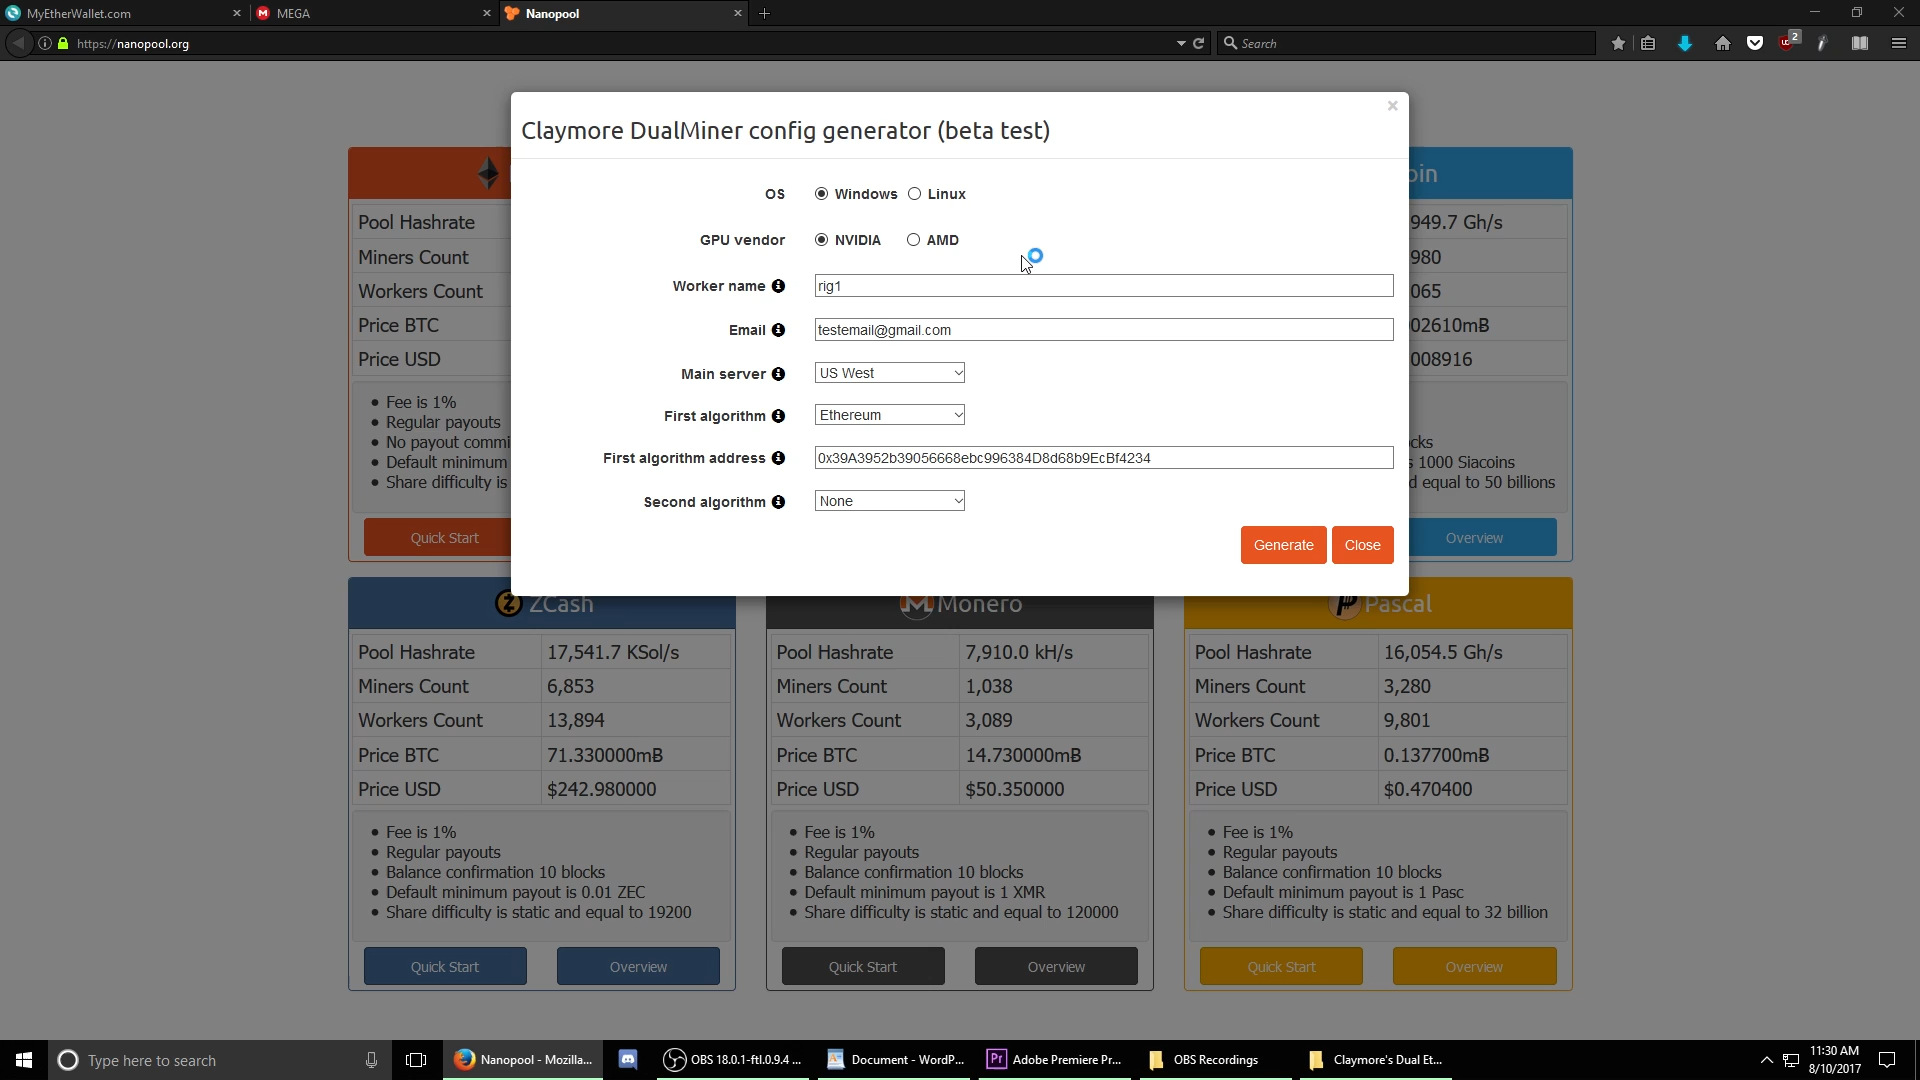 MyEtherWallet.com
MEGA
Nanopool
https://nanopool.org
Search
2
Claymore DualMiner config generator (beta test)
OS Windows Linux
GPU vendor NVIDIA AMD
Worker name rig1
Email testemail@gmail.com
Main server US West
First algorithm Ethereum
First algorithm address 0x39A3952b39056668ebc996384D8d68b9EcBf4234
Second algorithm None
Generate Close
Pool Hashrate
Miners Count
Workers Count
Price BTC
Price USD
Fee is 1%
Regular payouts
No payout commi
Default minimum
Share difficulty is
Quick Start
oin
949.7 Gh/s
980
065
02610mB
008916
cks
s 1000 Siacoins
d equal to 50 billions
Overview
ZCash
Pool Hashrate 17,541.7 KSol/s
Miners Count 6,853
Workers Count 13,894
Price BTC 71.330000mB
Price USD $242.980000
Fee is 1%
Regular payouts
Balance confirmation 10 blocks
Default minimum payout is 0.01 ZEC
Share difficulty is static and equal to 19200
Quick Start Overview
Monero
Pool Hashrate 7,910.0 kH/s
Miners Count 1,038
Workers Count 3,089
Price BTC 14.730000mB
Price USD $50.350000
Fee is 1%
Regular payouts
Balance confirmation 10 blocks
Default minimum payout is 1 XMR
Share difficulty is static and equal to 120000
Quick Start Overview
Pascal
Pool Hashrate 16,054.5 Gh/s
Miners Count 3,280
Workers Count 9,801
Price BTC 0.137700mB
Price USD $0.470400
Fee is 1%
Regular payouts
Balance confirmation 10 blocks
Default minimum payout is 1 Pasc
Share difficulty is static and equal to 32 billion
Quick Start Overview
Type here to search
Nanopool - Mozilla...
OBS 18.0.1-ftl.0.9.4 ...
Document - WordP...
Adobe Premiere Pr...
OBS Recordings
Claymore's Dual Et...
11:30 AM
8/10/2017